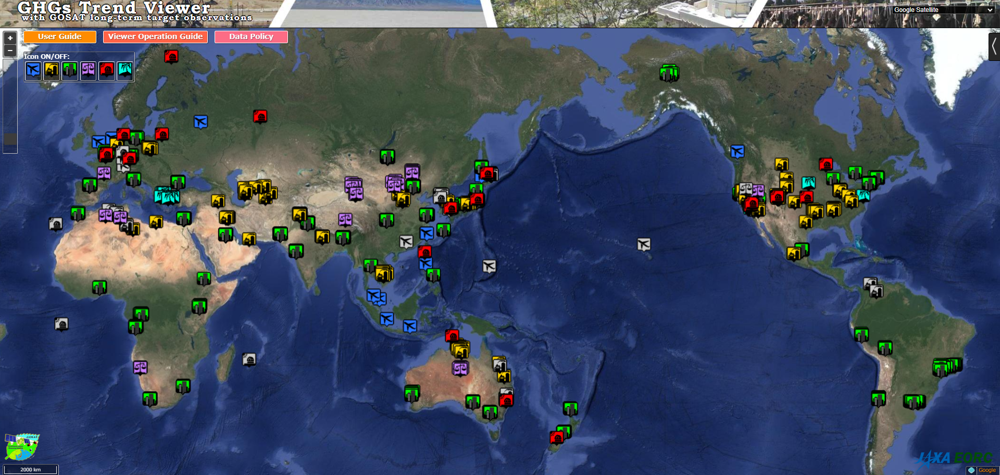 GHGs Trend Viewer
with GOSAT long-term target observations
Google Satellite
+
−
User Guide
Viewer Operation Guide
Data Policy
Icon ON/OFF:
GOSAT
2000 km
JAXA EORC
Google